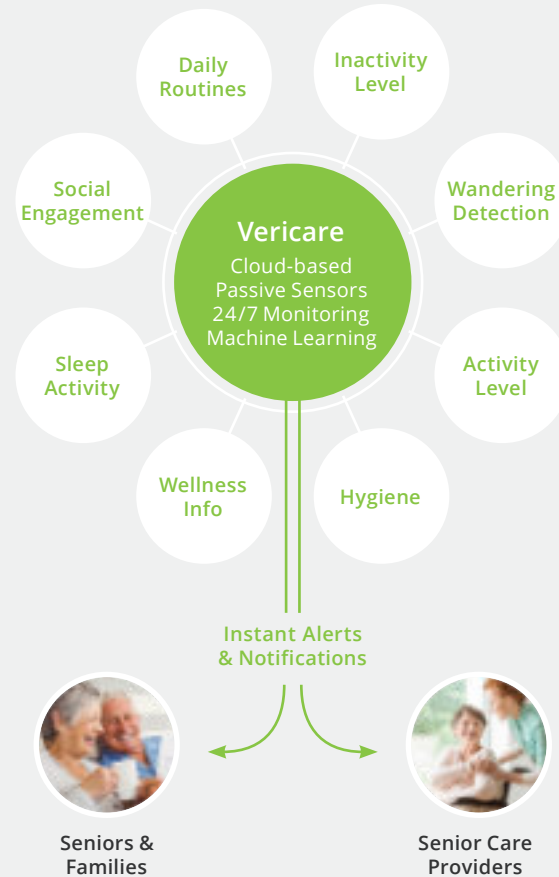 Daily
Routines
Inactivity
Level
Social
Engagement
Wandering
Detection
Vericare
Cloud-based
Passive Sensors
24/7 Monitoring
Machine Learning
Sleep
Activity
Activity
Level
Wellness
Info
Hygiene
Instant Alerts
& Notifications
Seniors &
Families
Senior Care
Providers